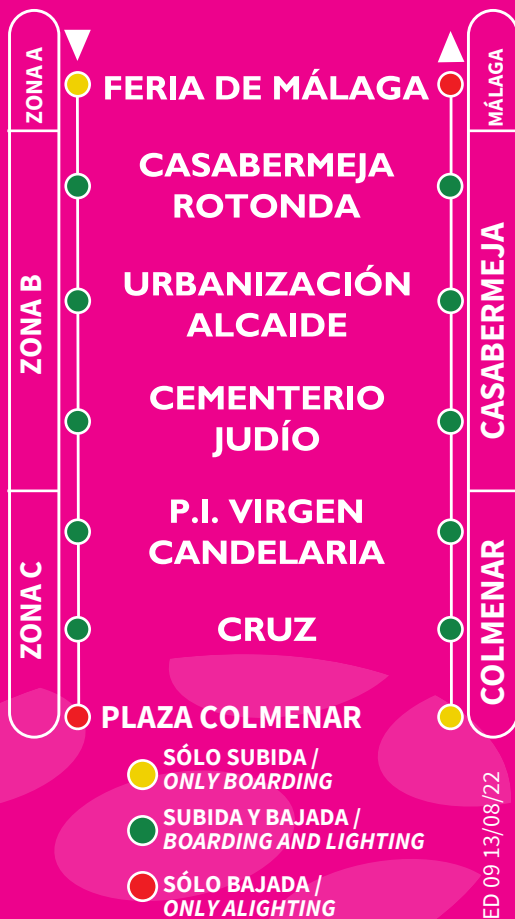 ZONA A
ZONA B
ZONA C
FERIA DE MÁLAGA
CASABERMEJA
ROTONDA
URBANIZACIÓN
ALCAIDE
CEMENTERIO
JUDÍO
P.I. VIRGEN
CANDELARIA
CRUZ
PLAZA COLMENAR
MÁLAGA
CASABERMEJA
COLMENAR
SÓLO SUBIDA /
ONLY BOARDING
SUBIDA Y BAJADA /
BOARDING AND LIGHTING
SÓLO BAJADA /
ONLY ALIGHTING
ED 09 13/08/22